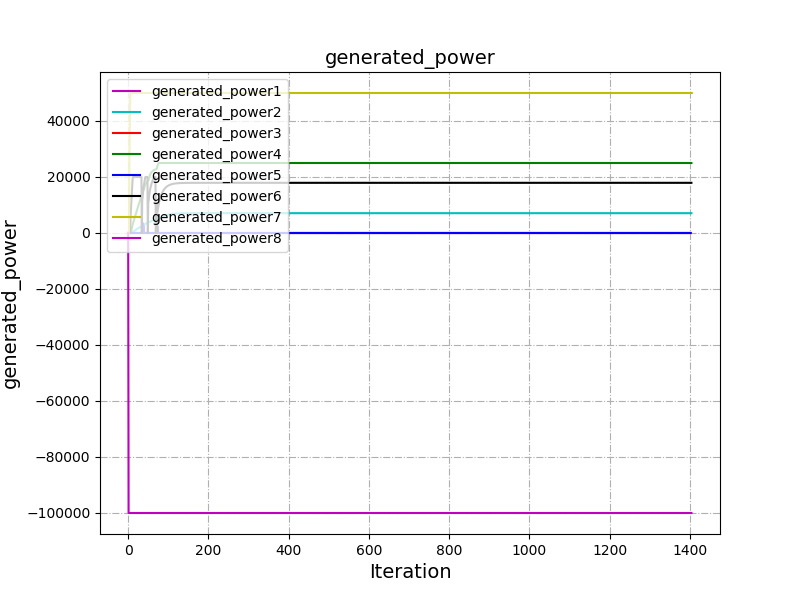 generated_power
generated_power1
generated_power2
generated_power3
generated_power4
generated_power5
generated_power6
generated_power7
generated_power8
40000
20000
0
−20000
−40000
−60000
−80000
−100000
generated_power
0 200 400 600 800 1000 1200 1400
Iteration